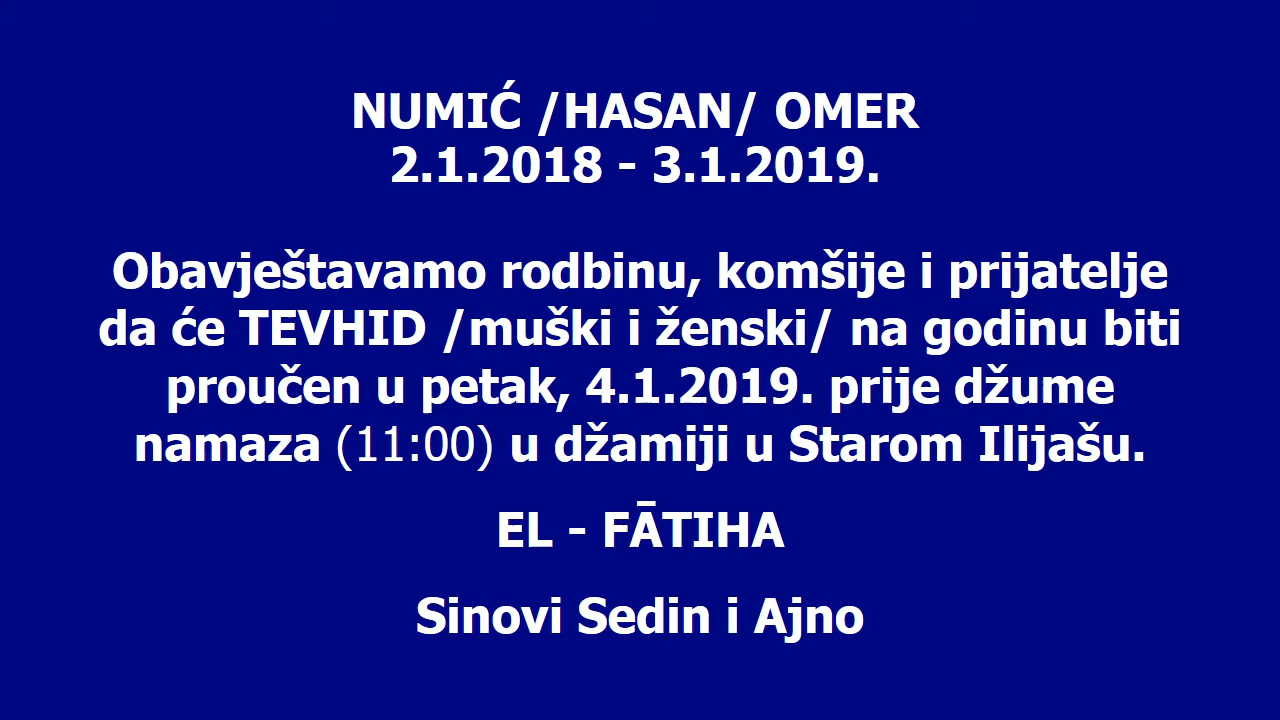 NUMIĆ /HASAN/ OMER
2.1.2018 - 3.1.2019.
Obavještavamo rodbinu, komšije i prijatelje
da će TEVHID /muški i ženski/ na godinu biti
proučen u petak, 4.1.2019. prije džume
namaza (11:00) u džamiji u Starom Ilijašu.
EL - FĀTIHA
Sinovi Sedin i Ajno